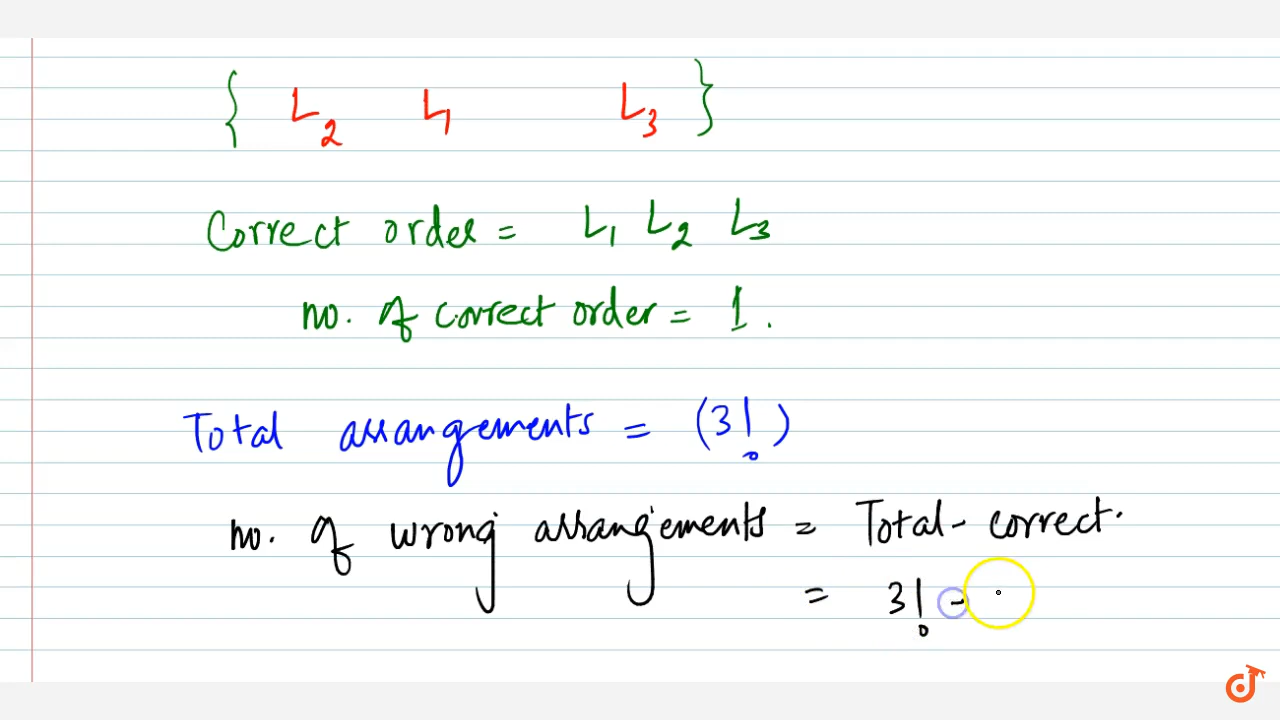 { L2 L1 L3 }
Correct order = L1 L2 L3
no. of correct order = 1.
Total arrangements = (3!)
no. of wrong arrangements = Total - correct.
= 3! -